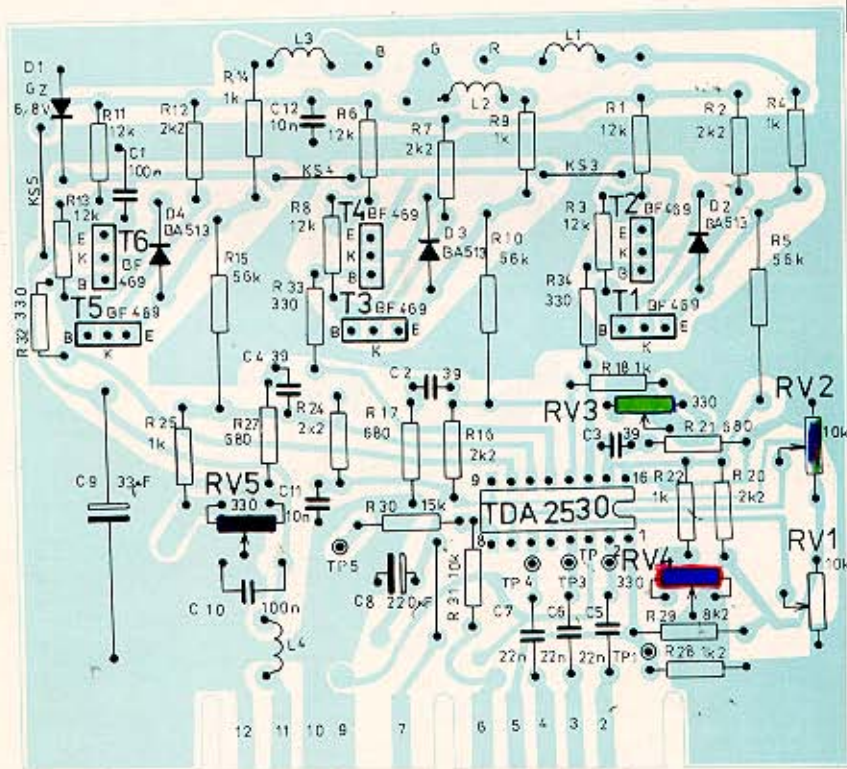 L3
B
G
R
L1
D1
GZ
6,8V
R11
12k
R12
2k2
R14
1k
C12
10n
R6
12k
R7
2k2
L2
R9
1k
R1
12k
R2
2k2
R4
1k
KS5
C1
100n
KS4
KS3
R13
12k
T6
E
K
B
BF
469
D4
BA513
R8
12k
T4
BF469
E
K
B
D3
BA513
R3
12k
T2
BF469
E
K
B
D2
BA513
R15
56k
R10
56k
R5
56k
R32 330
T5
BF469
B
K
E
R33
330
T3
BF469
B
K
E
R34
330
T1
BF469
B
K
E
C4 39
C2
39
R18 1k
RV3
330
RV2
10k
R25
1k
R27
680
R24
2x2
R17
680
R16
2k2
C3
39
R21 680
C9
33µF
RV5
330
C11
10n
R30
15k
9
16
TDA 2530
8
1
R22
1k
R20
2k2
RV1
10k
TP5
C10
100n
C8
220µF
R31 10k
TP4
TP3
TP2
RV4
330
C7
22n
C6
22n
C5
22n
R29
8k2
TP1
R28 1k2
L4
12
11
10
9
7
6
5
4
3
2